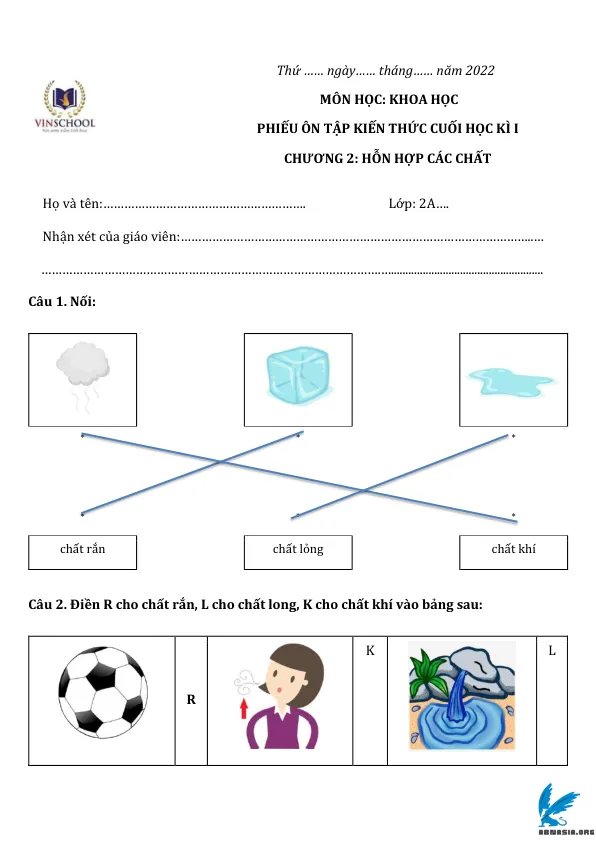 Thứ …… ngày…… tháng…… năm 2022
MÔN HỌC: KHOA HỌC
PHIẾU ÔN TẬP KIẾN THỨC CUỐI HỌC KÌ I
CHƯƠNG 2: HỖN HỢP CÁC CHẤT
VINSCHOOL
Họ và tên:…………………………………………………. Lớp: 2A….
Nhận xét của giáo viên:………………………………………………………………………………………..…
……………………………………………………………………………………….............................................
Câu 1. Nối:
* * *
* * *
chất rắn chất lỏng chất khí
Câu 2. Điền R cho chất rắn, L cho chất long, K cho chất khí vào bảng sau:
R K L
ABNASIA.ORG